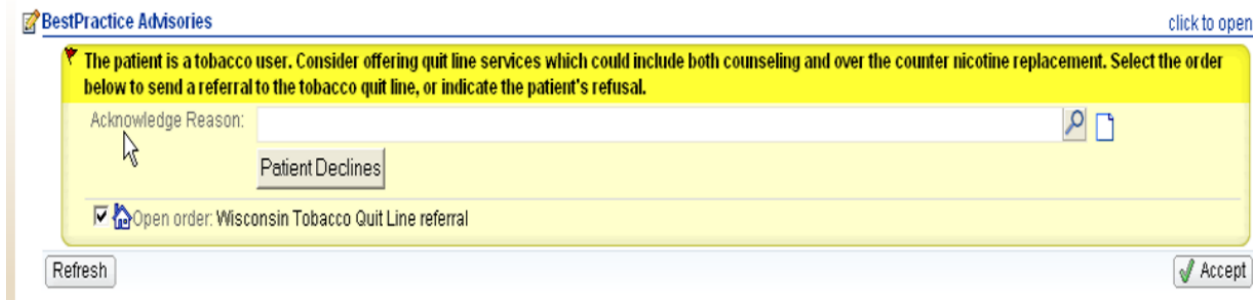 BestPractice Advisories
click to open
The patient is a tobacco user. Consider offering quit line services which could include both counseling and over the counter nicotine replacement. Select the order
below to send a referral to the tobacco quit line, or indicate the patient's refusal.
Acknowledge Reason:
Patient Declines
Open order: Wisconsin Tobacco Quit Line referral
Refresh
Accept